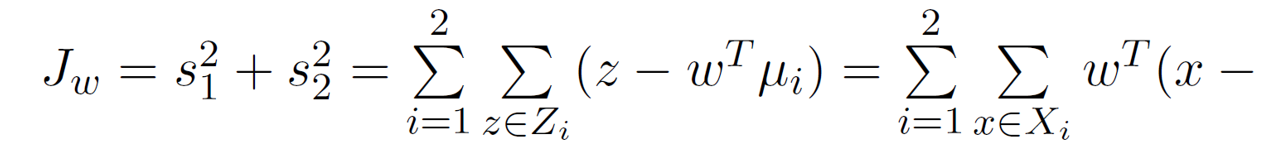 J_w = s_1^2 + s_2^2 = \sum_{i=1}^{2} \sum_{z \in Z_i} (z - w^T \mu_i) = \sum_{i=1}^{2} \sum_{x \in X_i} w^T (x -